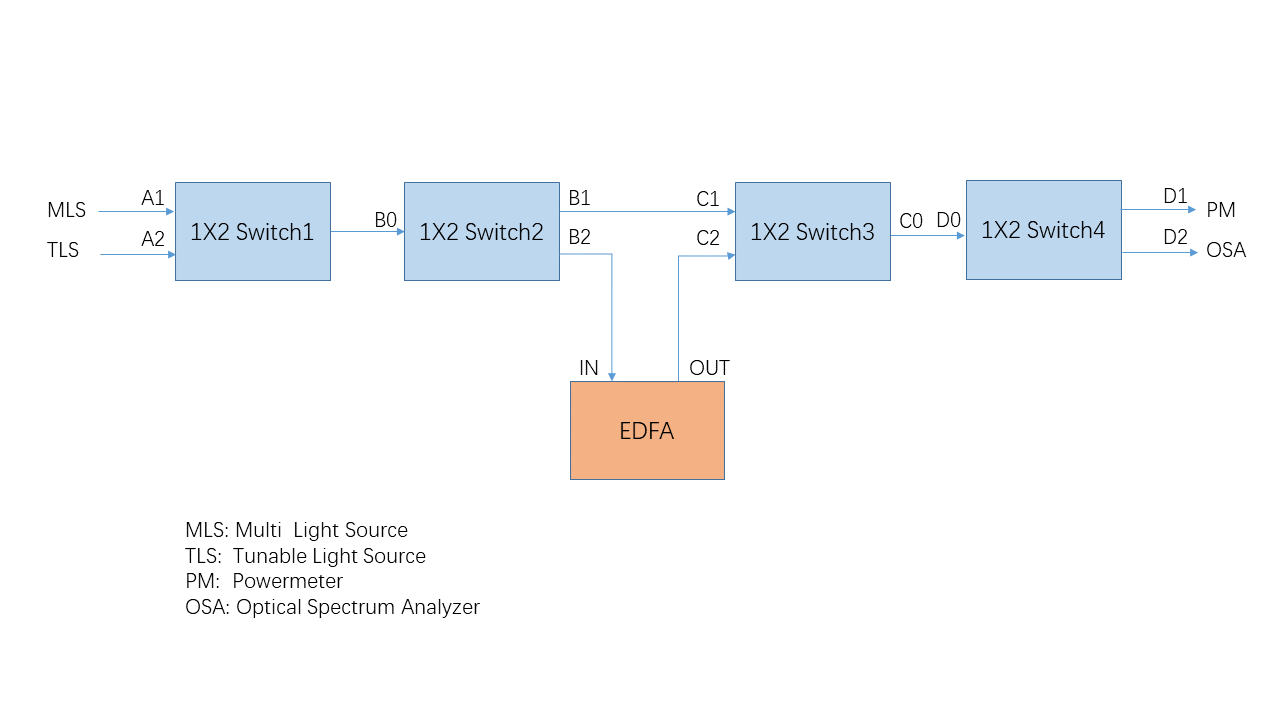 MLS
A1
TLS
A2
1X2 Switch1
B0
1X2 Switch2
B1
B2
C1
C2
1X2 Switch3
C0
D0
1X2 Switch4
D1
PM
D2
OSA
IN
OUT
EDFA
MLS: Multi  Light Source
TLS:  Tunable Light Source
PM:  Powermeter
OSA: Optical Spectrum Analyzer